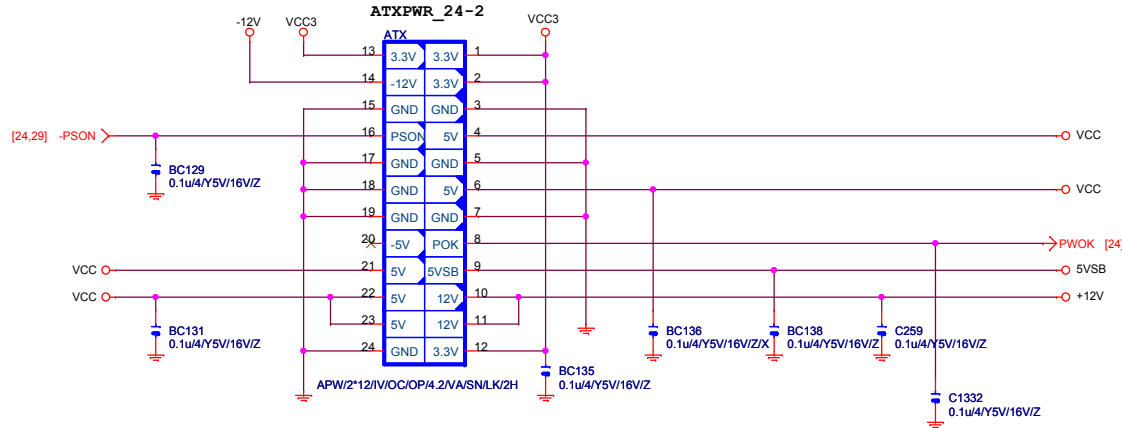 ATXPWR_24-2
-12V VCC3 VCC3
ATX
13 3.3V 3.3V 1
14 -12V 3.3V 2
15 GND GND 3
[24,29] -PSON 16 PSON 5V 4 VCC
17 GND GND 5
BC129
0.1u/4/Y5V/16V/Z
18 GND 5V 6 VCC
19 GND GND 7
20 -5V POK 8 PWOK [24]
VCC 21 5V 5VSB 9 5VSB
VCC 22 5V 12V 10 +12V
23 5V 12V 11
BC131
0.1u/4/Y5V/16V/Z
BC136
0.1u/4/Y5V/16V/Z/X
BC138
0.1u/4/Y5V/16V/Z
C259
0.1u/4/Y5V/16V/Z
24 GND 3.3V 12
BC135
0.1u/4/Y5V/16V/Z
APW/2*12/IV/OC/OP/4.2/VA/SN/LK/2H
C1332
0.1u/4/Y5V/16V/Z